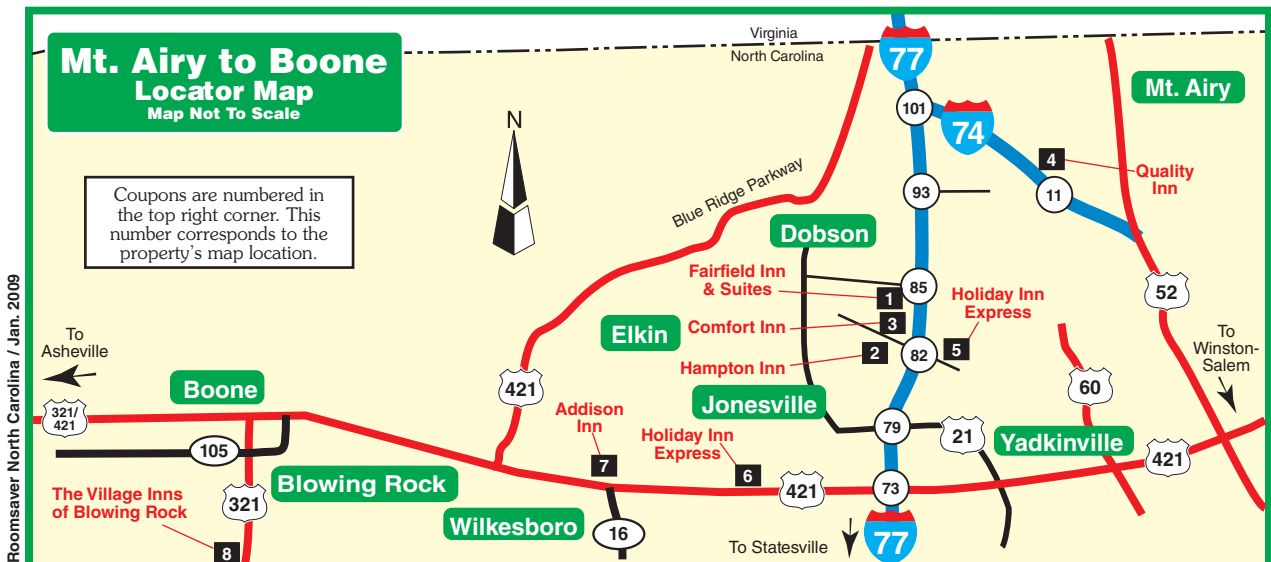 Mt. Airy to Boone
Locator Map
Map Not To Scale
Virginia
North Carolina
77
101
74
Mt. Airy
4
Quality
Inn
11
93
N
Coupons are numbered in
the top right corner. This
number corresponds to the
property's map location.
Blue Ridge Parkway
Dobson
Fairfield Inn
& Suites
1
85
Holiday Inn
Express
52
Elkin
Comfort Inn
3
Hampton Inn
2
82
5
To
Winston-
Salem
To
Asheville
Boone
421
60
321/
421
Addison
Inn
Jonesville
79
21
Yadkinville
105
Holiday Inn
Express
7
6
421
73
421
Blowing Rock
The Village Inns
of Blowing Rock
321
8
Wilkesboro
16
To Statesville
77
Roomsaver North Carolina / Jan. 2009